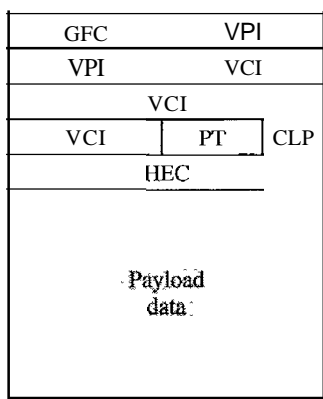 GFC VPI
VPI VCI
VCI
VCI PT CLP
HEC
Payload
data